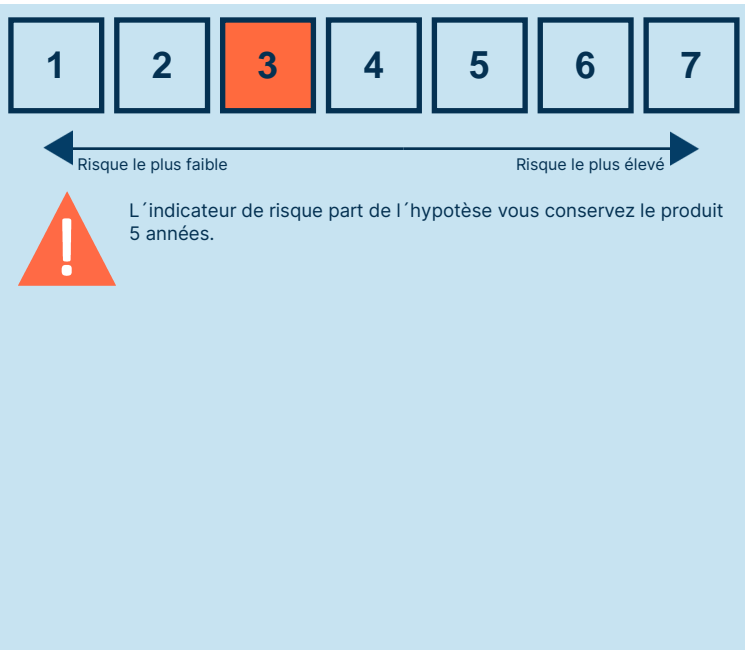 1 2 3 4 5 6 7
Risque le plus faible Risque le plus élevé
!
L´indicateur de risque part de l´hypotèse vous conservez le produit
5 années.